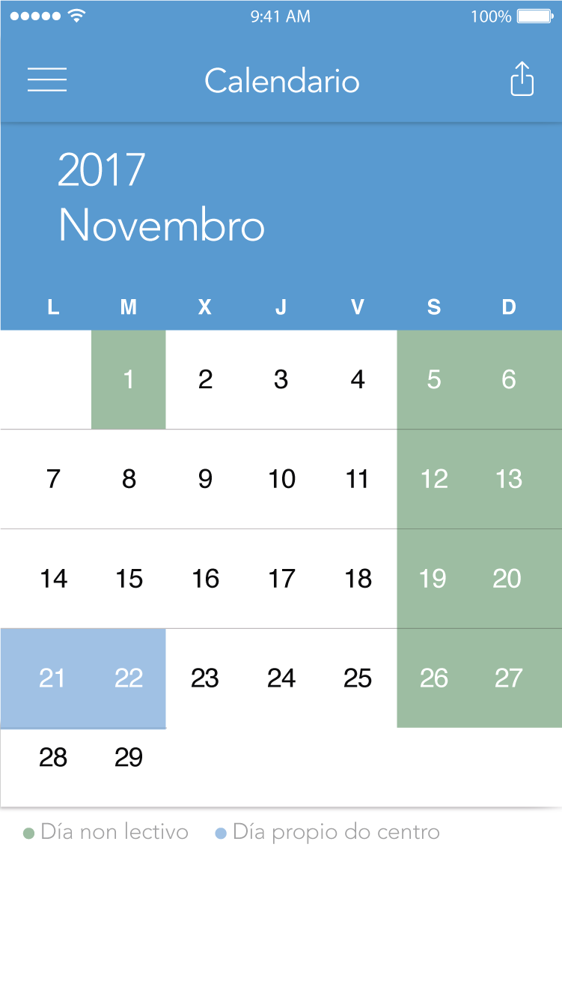 9:41 AM 100%
Calendario
2017
Novembro
L M X J V S D
1 2 3 4 5 6
7 8 9 10 11 12 13
14 15 16 17 18 19 20
21 22 23 24 25 26 27
28 29
Día non lectivo Día propio do centro